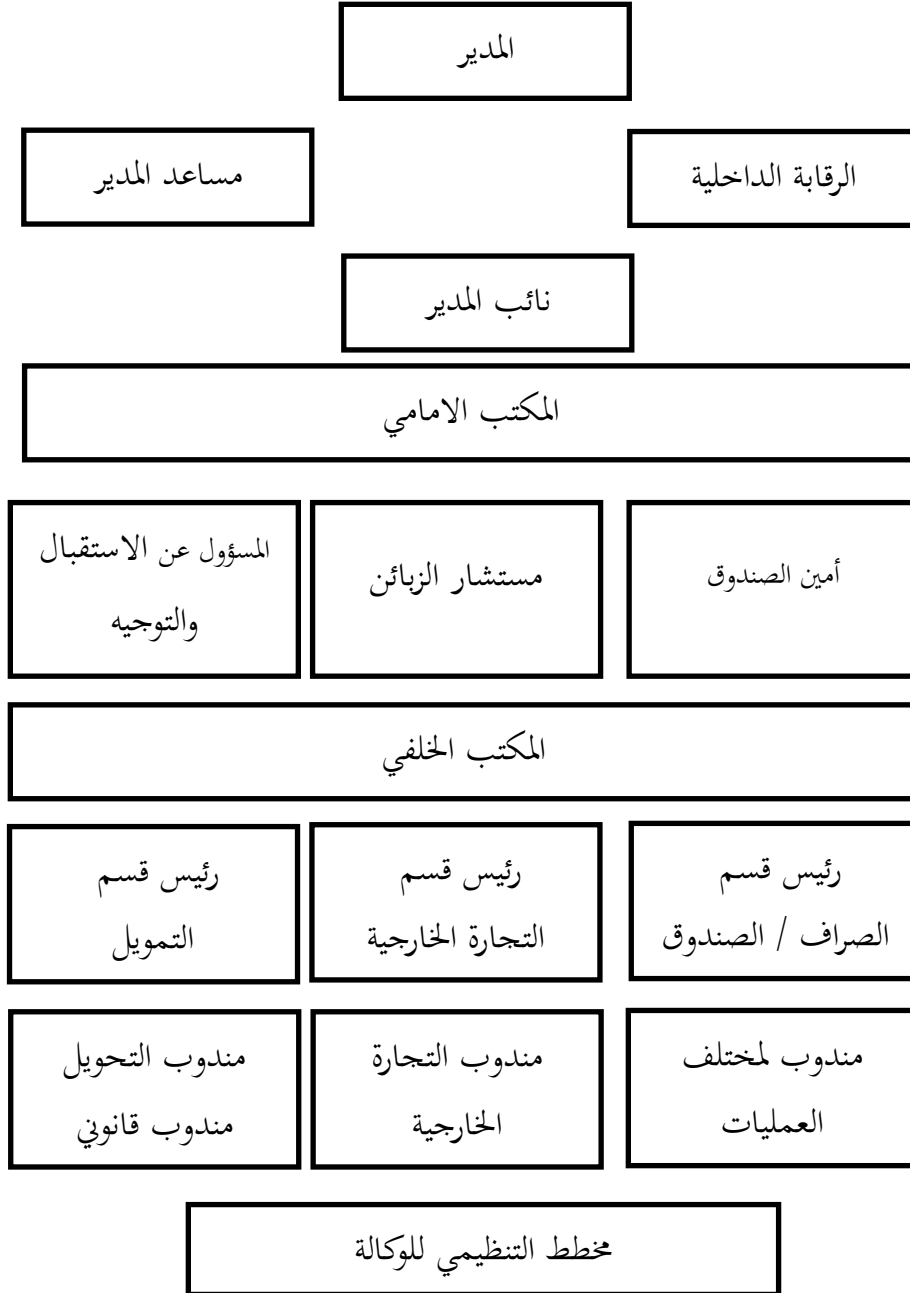 المدير
الرقابة الداخلية
مساعد المدير
نائب المدير
المكتب الامامي
أمين الصندوق
مستشار الزبائن
المسؤول عن الاستقبال
والتوجيه
المكتب الخلفي
رئيس قسم
الصراف / الصندوق
رئيس قسم
التجارة الخارجية
رئيس قسم
التمويل
مندوب لمختلف
العمليات
مندوب التجارة
الخارجية
مندوب التحويل
مندوب قانوني
مخطط التنظيمي للوكالة